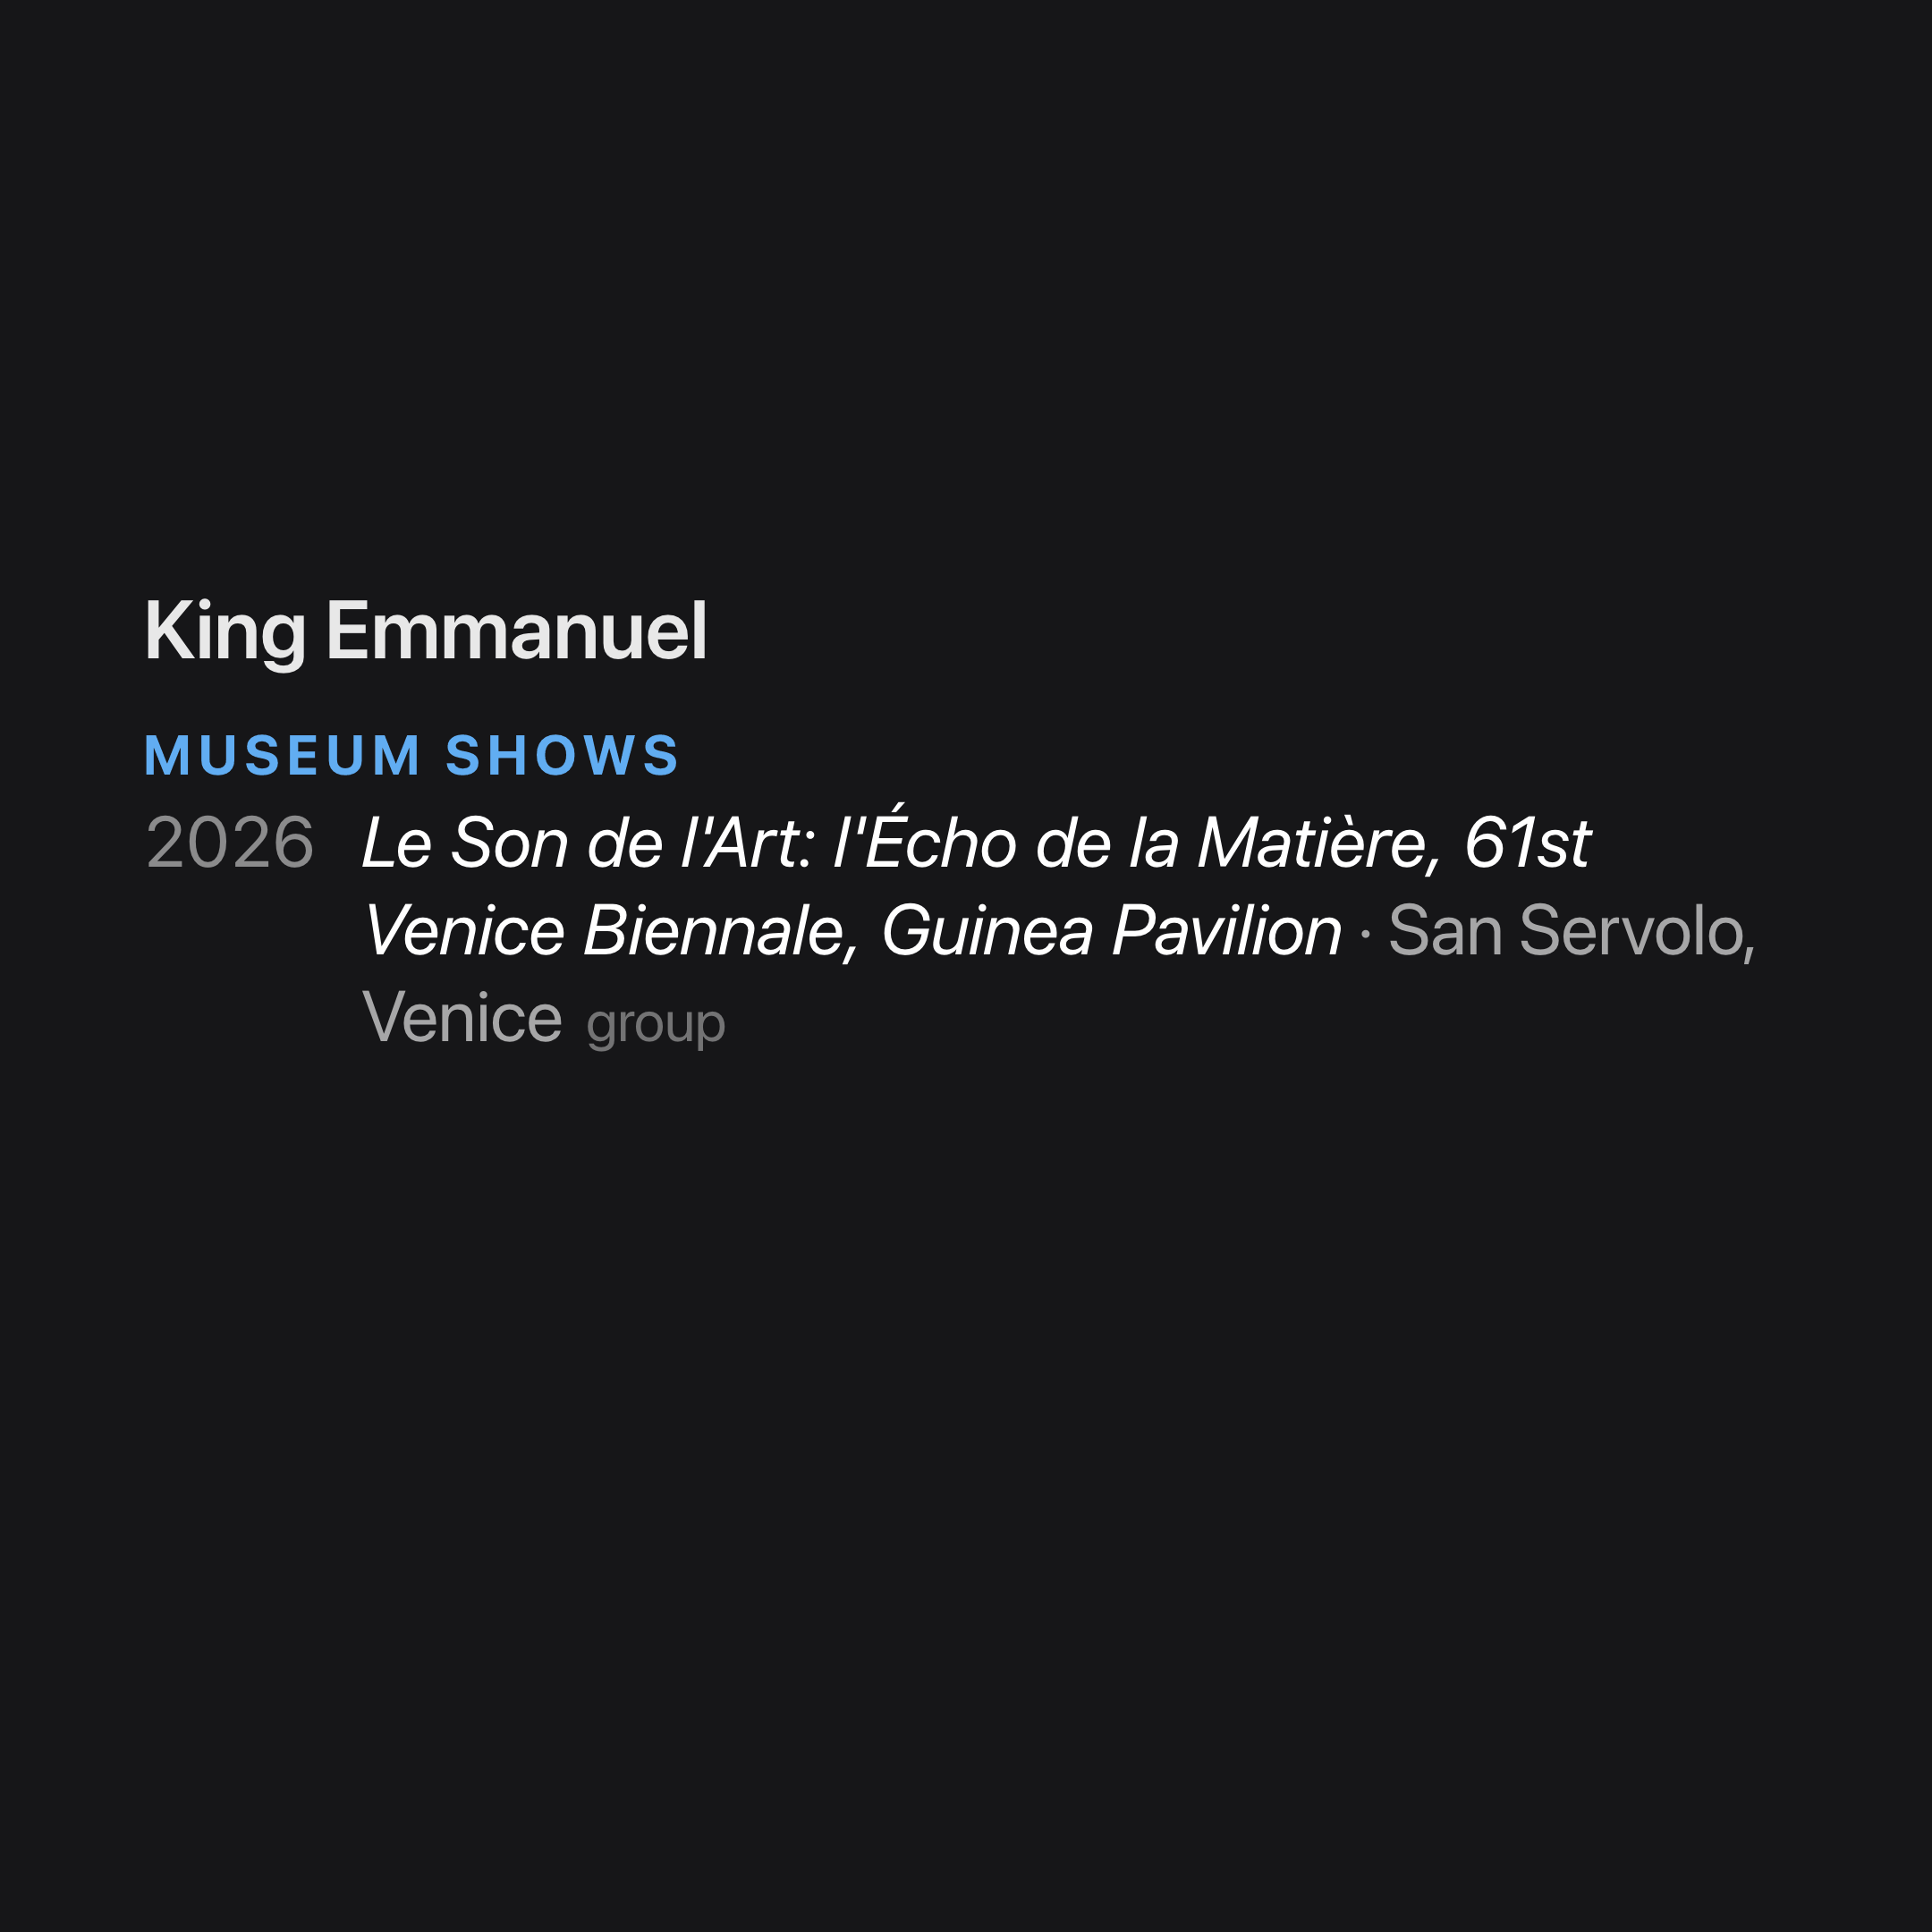 King Emmanuel
MUSEUM SHOWS
2026 Le Son de l'Art: l'Écho de la Matière, 61st
Venice Biennale, Guinea Pavilion · San Servolo,
Venice group